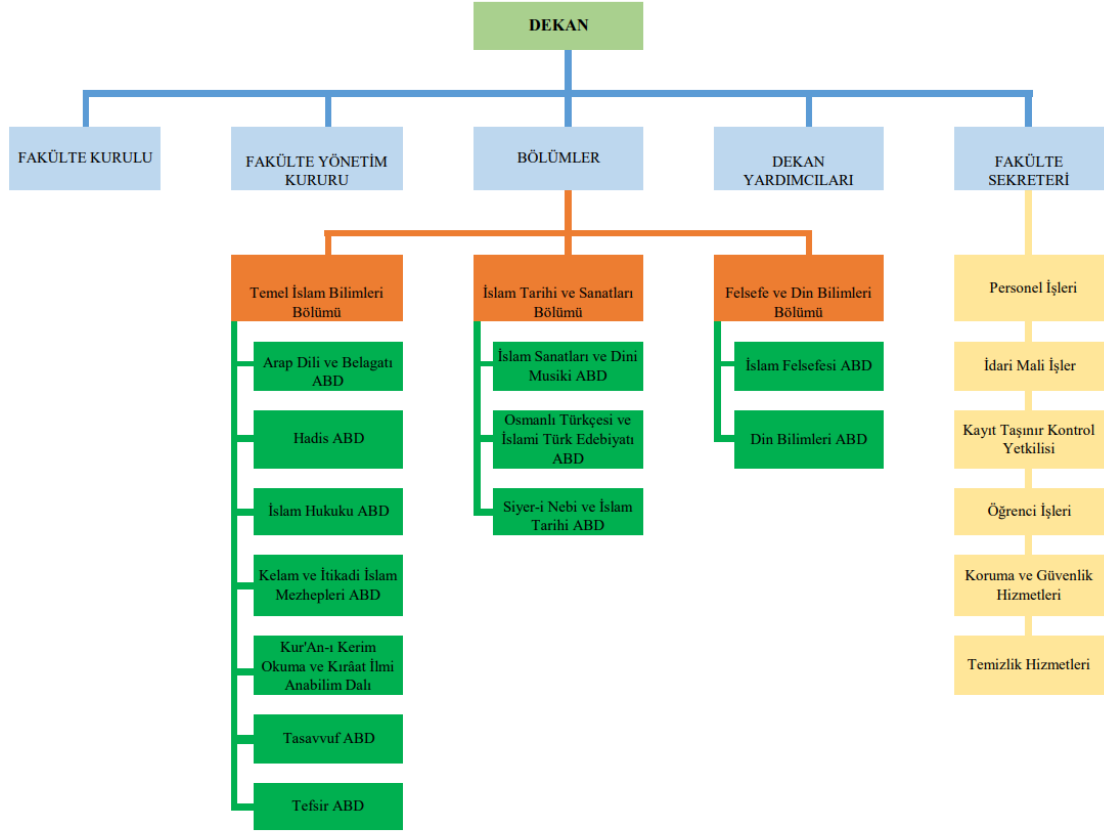 DEKAN
FAKÜLTE KURULU
FAKÜLTE YÖNETİM
KURURU
BÖLÜMLER
DEKAN
YARDIMCILARI
FAKÜLTE
SEKRETERİ
Temel İslam Bilimleri
Bölümü
İslam Tarihi ve Sanatları
Bölümü
Felsefe ve Din Bilimleri
Bölümü
Personel İşleri
Arap Dili ve Belagatı
ABD
İslam Sanatları ve Dini
Musiki ABD
İslam Felsefesi ABD
İdari Mali İşler
Hadis ABD
Osmanlı Türkçesi ve
İslami Türk Edebiyatı
ABD
Din Bilimleri ABD
Kayıt Taşınır Kontrol
Yetkilisi
İslam Hukuku ABD
Siyer-i Nebi ve İslam
Tarihi ABD
Öğrenci İşleri
Kelam ve İtikadi İslam
Mezhepleri ABD
Koruma ve Güvenlik
Hizmetleri
Kur'An-ı Kerim
Okuma ve Kırâat İlmi
Anabilim Dalı
Temizlik Hizmetleri
Tasavvuf ABD
Tefsir ABD